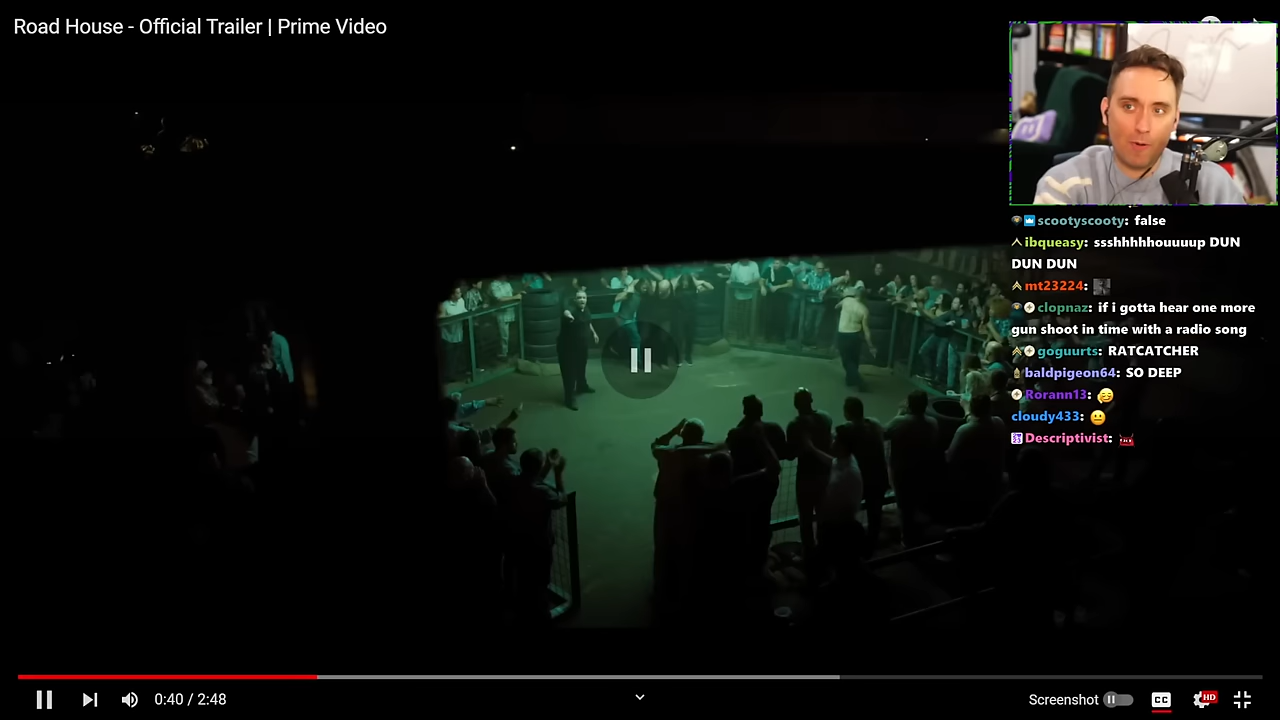 Road House - Official Trailer | Prime Video
scootyscooty: false
ibqueasy: ssshhhhhouuuup DUN
DUN DUN
mt23224:
clopnaz: if i gotta hear one more
gun shoot in time with a radio song
goguurts: RATCATCHER
baldpigeon64: SO DEEP
Rorann13:
cloudy433:
Descriptivist:
0:40 / 2:48
Screenshot
CC
HD